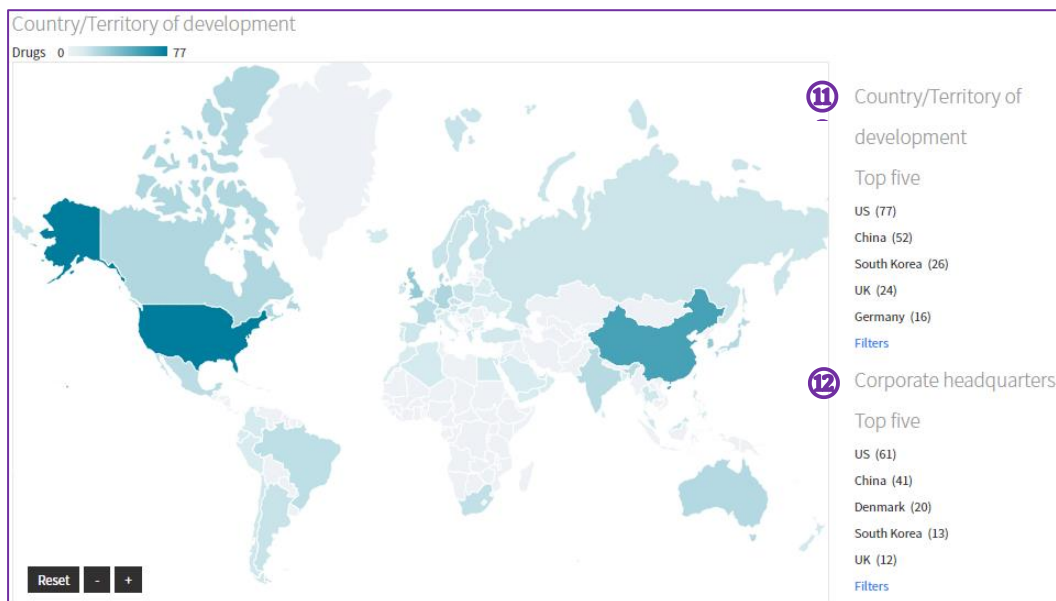 Country/Territory of development
Drugs 0 77
⑪ Country/Territory of
development
Top five
US (77)
China (52)
South Korea (26)
UK (24)
Germany (16)
Filters
⑫ Corporate headquarters
Top five
US (61)
China (41)
Denmark (20)
South Korea (13)
UK (12)
Filters
Reset - +